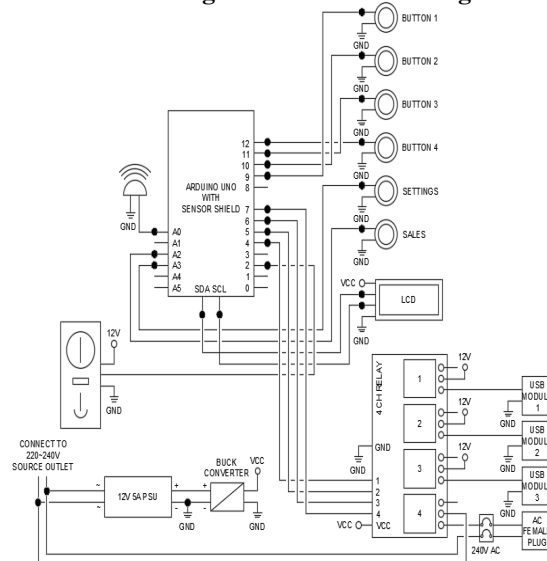 BUTTON 1
GND
BUTTON 2
GND
BUTTON 3
GND
BUTTON 4
GND
SETTINGS
GND
SALES
GND
ARDUINO UNO
WITH
SENSOR SHIELD
12
11
10
9
8
7
6
5
4
3
2
1
0
A0
A1
A2
A3
A4
A5
SDA SCL
GND
VCC
LCD
GND
12V
GND
4 CH RELAY
1
2
3
4
12V
12V
12V
GND
GND
GND
GND
1
2
3
4
VCC
VCC
USB
MODUL
1
USB
MODUL
2
USB
MODUL
3
AC
FEMALE
PLUG
240V AC
CONNECT TO
220~240V
SOURCE OUTLET
~
~
12V 5A PSU
+
-
+
-
GND
BUCK
CONVERTER
VCC
GND